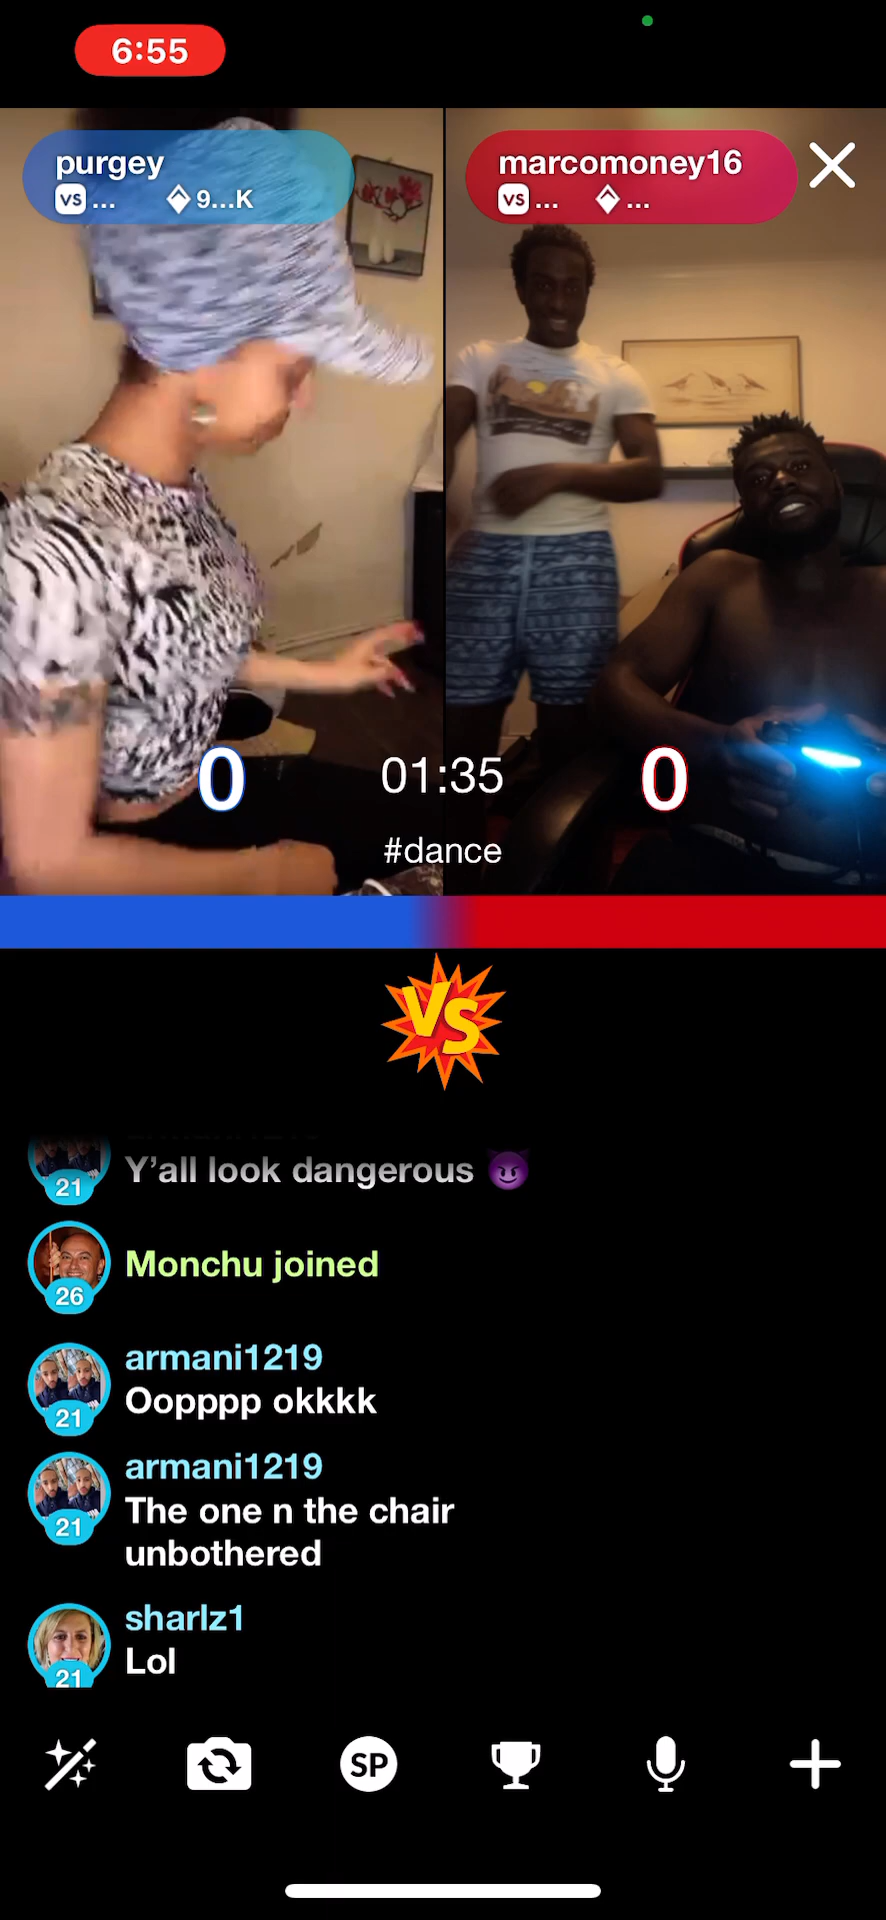 6:55
purgey
vs ... 9...K
marcomoney16
vs ... ...
0
01:35
0
#dance
VS
Y’all look dangerous 😈
21
Monchu joined
26
armani1219
Oopppp okkkk
21
armani1219
The one n the chair
unbothered
21
sharlz1
Lol
21
SP